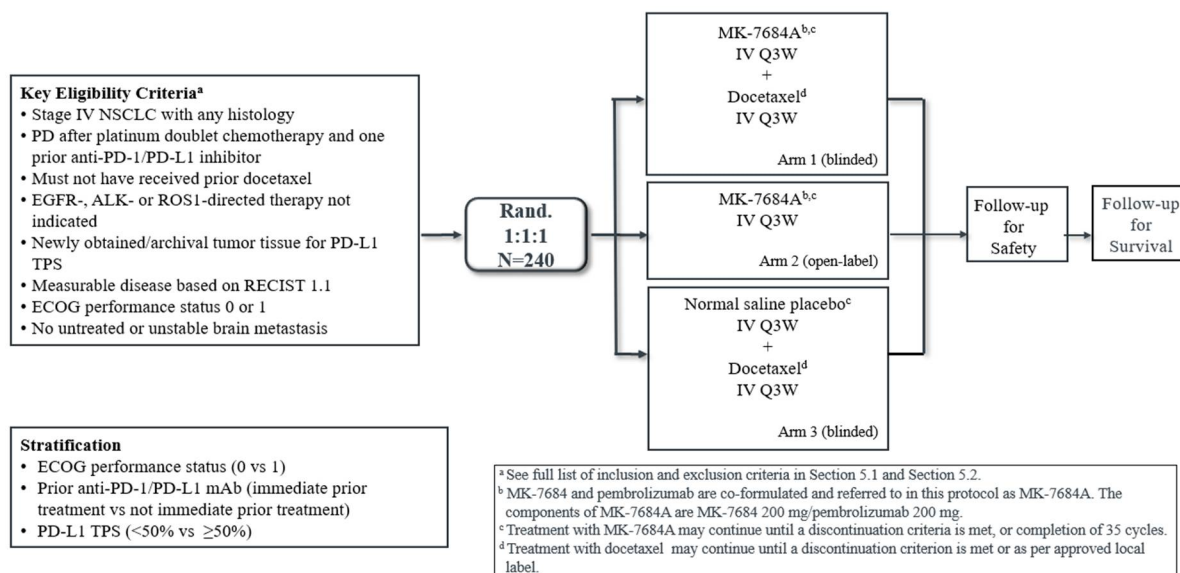 Key Eligibility Criteriaᵃ
• Stage IV NSCLC with any histology
• PD after platinum doublet chemotherapy and one
prior anti-PD-1/PD-L1 inhibitor
• Must not have received prior docetaxel
• EGFR-, ALK- or ROS1-directed therapy not
indicated
• Newly obtained/archival tumor tissue for PD-L1
TPS
• Measurable disease based on RECIST 1.1
• ECOG performance status 0 or 1
• No untreated or unstable brain metastasis
Rand.
1:1:1
N=240
MK-7684Aᵇ,ᶜ
IV Q3W
+
Docetaxelᵈ
IV Q3W
Arm 1 (blinded)
MK-7684Aᵇ,ᶜ
IV Q3W
Arm 2 (open-label)
Normal saline placeboᶜ
IV Q3W
+
Docetaxelᵈ
IV Q3W
Arm 3 (blinded)
Follow-up
for
Safety
Follow-up
for
Survival
Stratification
• ECOG performance status (0 vs 1)
• Prior anti-PD-1/PD-L1 mAb (immediate prior
treatment vs not immediate prior treatment)
• PD-L1 TPS (<50% vs ≥50%)
ᵃ See full list of inclusion and exclusion criteria in Section 5.1 and Section 5.2.
ᵇ MK-7684 and pembrolizumab are co-formulated and referred to in this protocol as MK-7684A. The
components of MK-7684A are MK-7684 200 mg/pembrolizumab 200 mg.
ᶜ Treatment with MK-7684A may continue until a discontinuation criteria is met, or completion of 35 cycles.
ᵈ Treatment with docetaxel may continue until a discontinuation criterion is met or as per approved local
label.